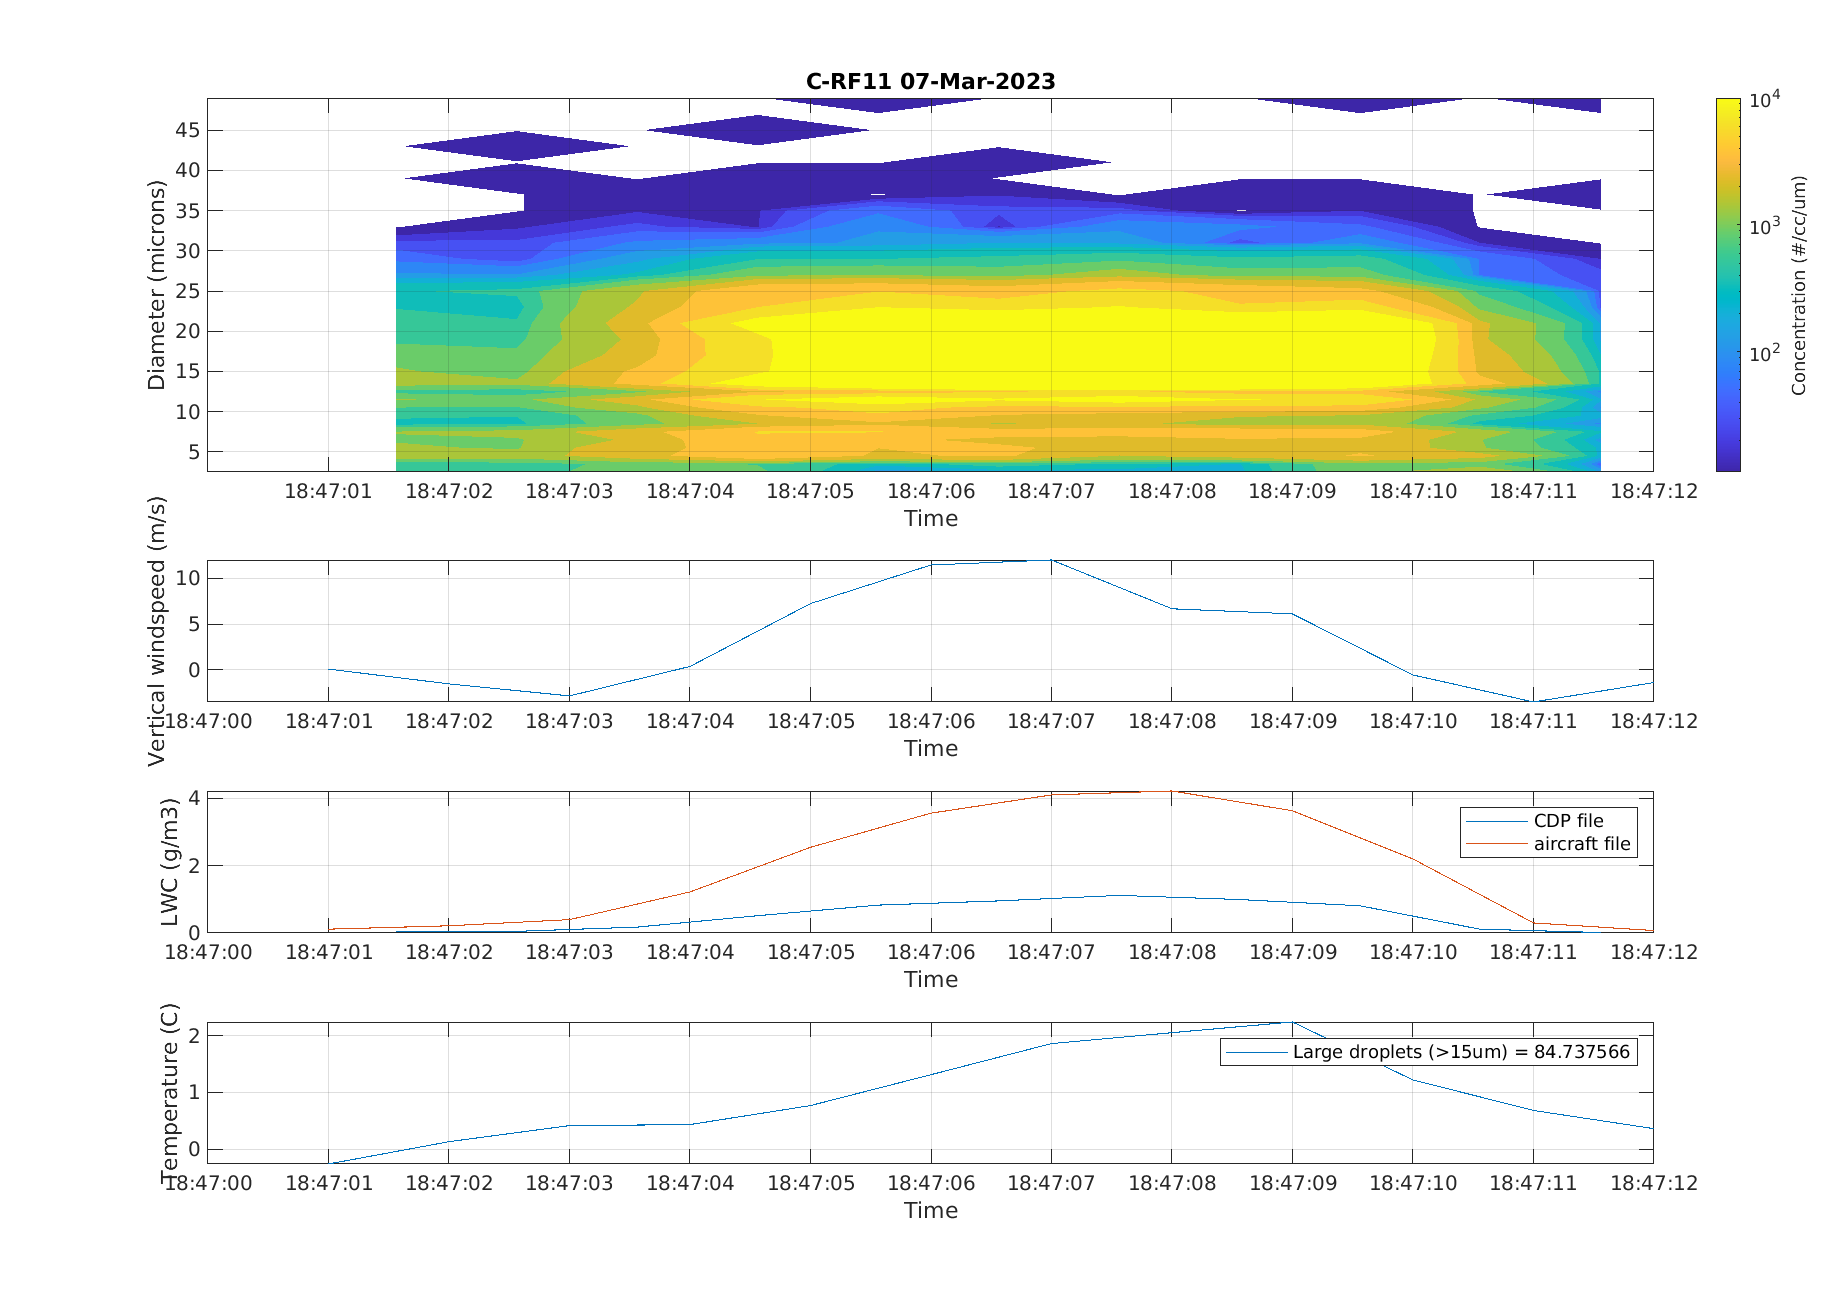 C-RF11 07-Mar-2023
Diameter (microns)
45
40
35
30
25
20
15
10
5
18:47:01 18:47:02 18:47:03 18:47:04 18:47:05 18:47:06 18:47:07 18:47:08 18:47:09 18:47:10 18:47:11 18:47:12
Time
10^4
10^3
10^2
Concentration (#/cc/um)
Vertical windspeed (m/s)
10
5
0
18:47:00 18:47:01 18:47:02 18:47:03 18:47:04 18:47:05 18:47:06 18:47:07 18:47:08 18:47:09 18:47:10 18:47:11 18:47:12
Time
LWC (g/m3)
4
2
0
CDP file
aircraft file
18:47:00 18:47:01 18:47:02 18:47:03 18:47:04 18:47:05 18:47:06 18:47:07 18:47:08 18:47:09 18:47:10 18:47:11 18:47:12
Time
Temperature (C)
2
1
0
Large droplets (>15um) = 84.737566
18:47:00 18:47:01 18:47:02 18:47:03 18:47:04 18:47:05 18:47:06 18:47:07 18:47:08 18:47:09 18:47:10 18:47:11 18:47:12
Time